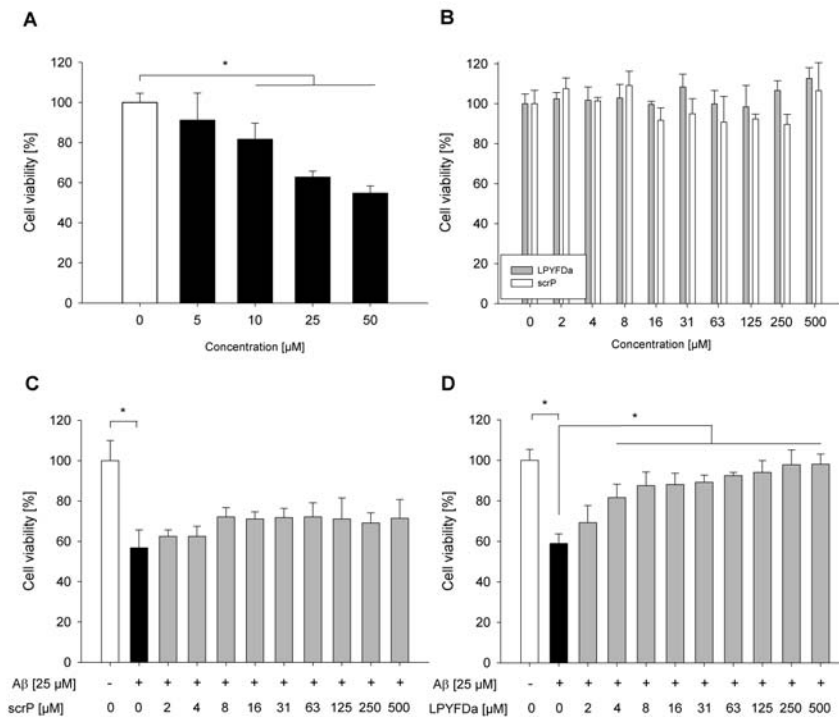 A
120
100
80
60
40
20
0
Cell viability [%]
*
0 5 10 25 50
Concentration [µM]
B
120
100
80
60
40
20
0
Cell viability [%]
LPYFDa
scrP
0 2 4 8 16 31 63 125 250 500
Concentration [µM]
C
120
100
80
60
40
20
0
Cell viability [%]
*
Aβ [25 µM] - + + + + + + + + + +
scrP [µM] 0 0 2 4 8 16 31 63 125 250 500
D
120
100
80
60
40
20
0
Cell viability [%]
* *
Aβ [25 µM] - + + + + + + + + + +
LPYFDa [µM] 0 0 2 4 8 16 31 63 125 250 500